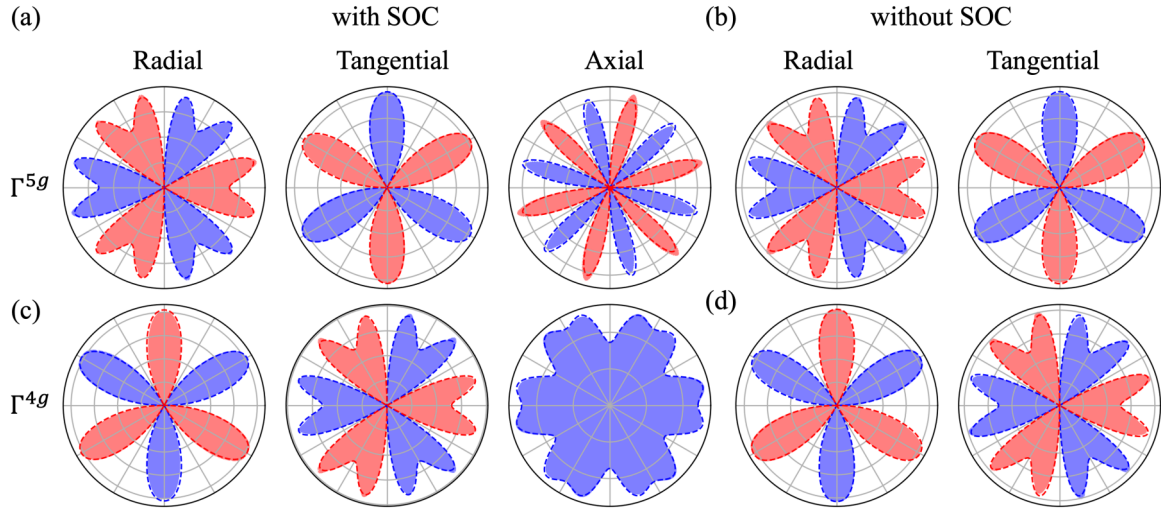 (a) with SOC (b) without SOC
Radial Tangential Axial Radial Tangential
Γ⁵ᵍ
(c) (d)
Γ⁴ᵍ